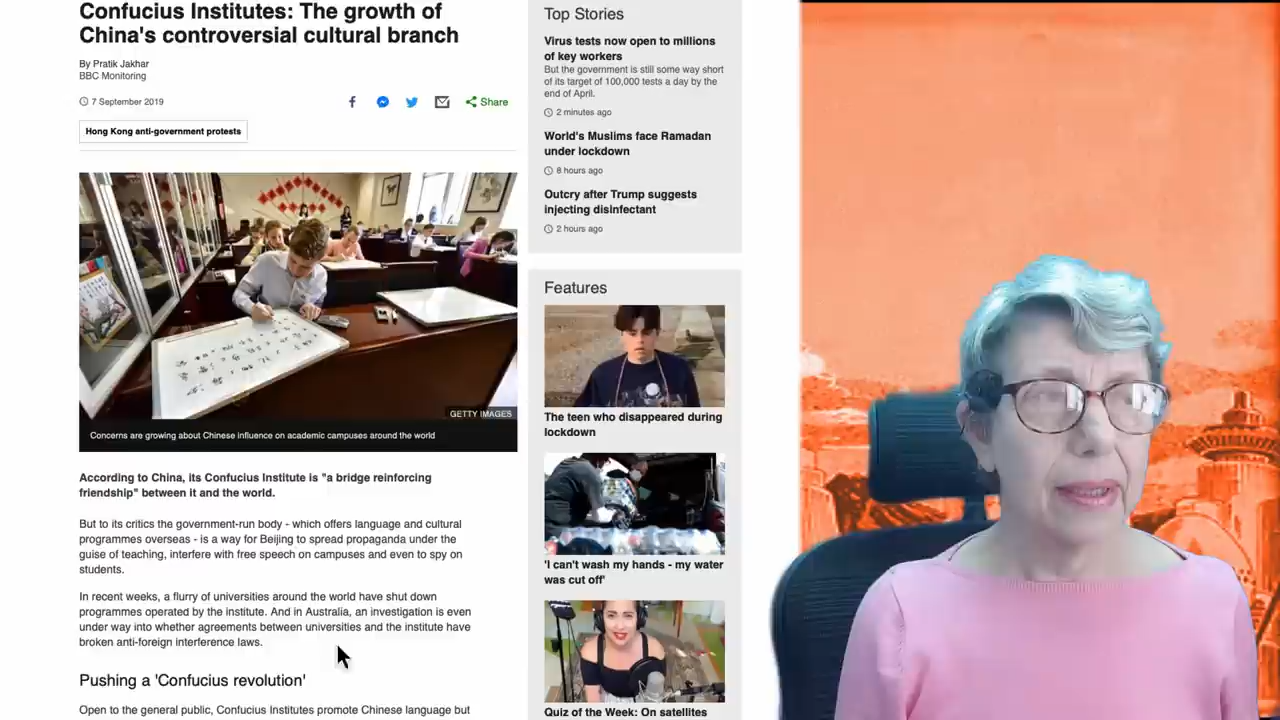 Confucius Institutes: The growth of
China's controversial cultural branch
By Pratik Jakhar
BBC Monitoring
7 September 2019
Share
Hong Kong anti-government protests
GETTY IMAGES
Concerns are growing about Chinese influence on academic campuses around the world
According to China, its Confucius Institute is "a bridge reinforcing
friendship" between it and the world.
But to its critics the government-run body - which offers language and cultural
programmes overseas - is a way for Beijing to spread propaganda under the
guise of teaching, interfere with free speech on campuses and even to spy on
students.
In recent weeks, a flurry of universities around the world have shut down
programmes operated by the institute. And in Australia, an investigation is even
under way into whether agreements between universities and the institute have
broken anti-foreign interference laws.
Pushing a 'Confucius revolution'
Open to the general public, Confucius Institutes promote Chinese language but
Top Stories
Virus tests now open to millions
of key workers
But the government is still some way short
of its target of 100,000 tests a day by the
end of April.
2 minutes ago
World's Muslims face Ramadan
under lockdown
8 hours ago
Outcry after Trump suggests
injecting disinfectant
2 hours ago
Features
The teen who disappeared during
lockdown
'I can't wash my hands - my water
was cut off'
Quiz of the Week: On satellites